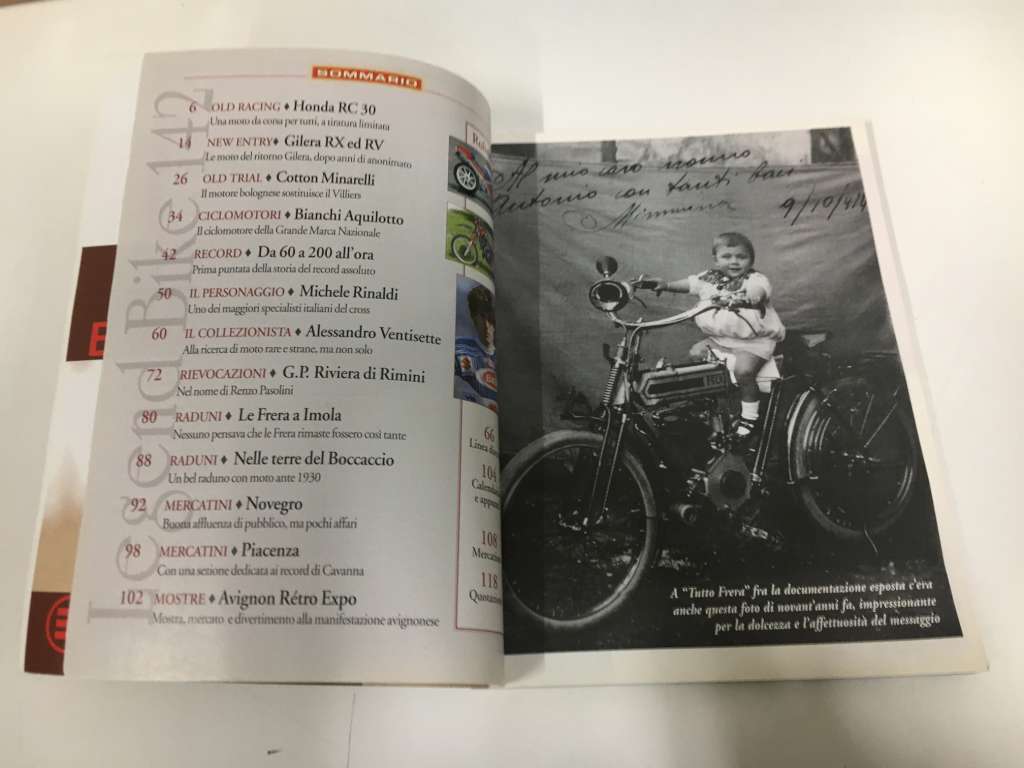 SOMMARIO
Legend Bike 142
6 OLD RACING ♦ Honda RC 30
Una moto da corsa per tutti, a tiratura limitata
14 NEW ENTRY ♦ Gilera RX ed RV
Le moto del ritorno Gilera, dopo anni di anonimato
26 OLD TRIAL ♦ Cotton Minarelli
Il motore bolognese sostituisce il Villiers
34 CICLOMOTORI ♦ Bianchi Aquilotto
Il ciclomotore della Grande Marca Nazionale
42 RECORD ♦ Da 60 a 200 all'ora
Prima puntata della storia del record assoluto
50 IL PERSONAGGIO ♦ Michele Rinaldi
Uno dei maggiori specialisti italiani del cross
60 IL COLLEZIONISTA ♦ Alessandro Ventisette
Alla ricerca di moto rare e strane, ma non solo
72 RIEVOCAZIONI ♦ G.P. Riviera di Rimini
Nel nome di Renzo Pasolini
80 RADUNI ♦ Le Frera a Imola
Nessuno pensava che le Frera rimaste fossero così tante
88 RADUNI ♦ Nelle terre del Boccaccio
Un bel raduno con moto ante 1930
92 MERCATINI ♦ Novegro
Buona affluenza di pubblico, ma pochi affari
98 MERCATINI ♦ Piacenza
Con una sezione dedicata ai record di Cavanna
102 MOSTRE ♦ Avignon Rétro Expo
Mostra, mercato e divertimento alla manifestazione avignonese
66
104
e
108
118
Al mio caro nonno
Antonio con tanti baci
9/10/
A "Tutto Frera" fra la documentazione esposta c'era
anche questa foto di novant'anni fa, impressionante
per la dolcezza e l'affettuosità del messaggio